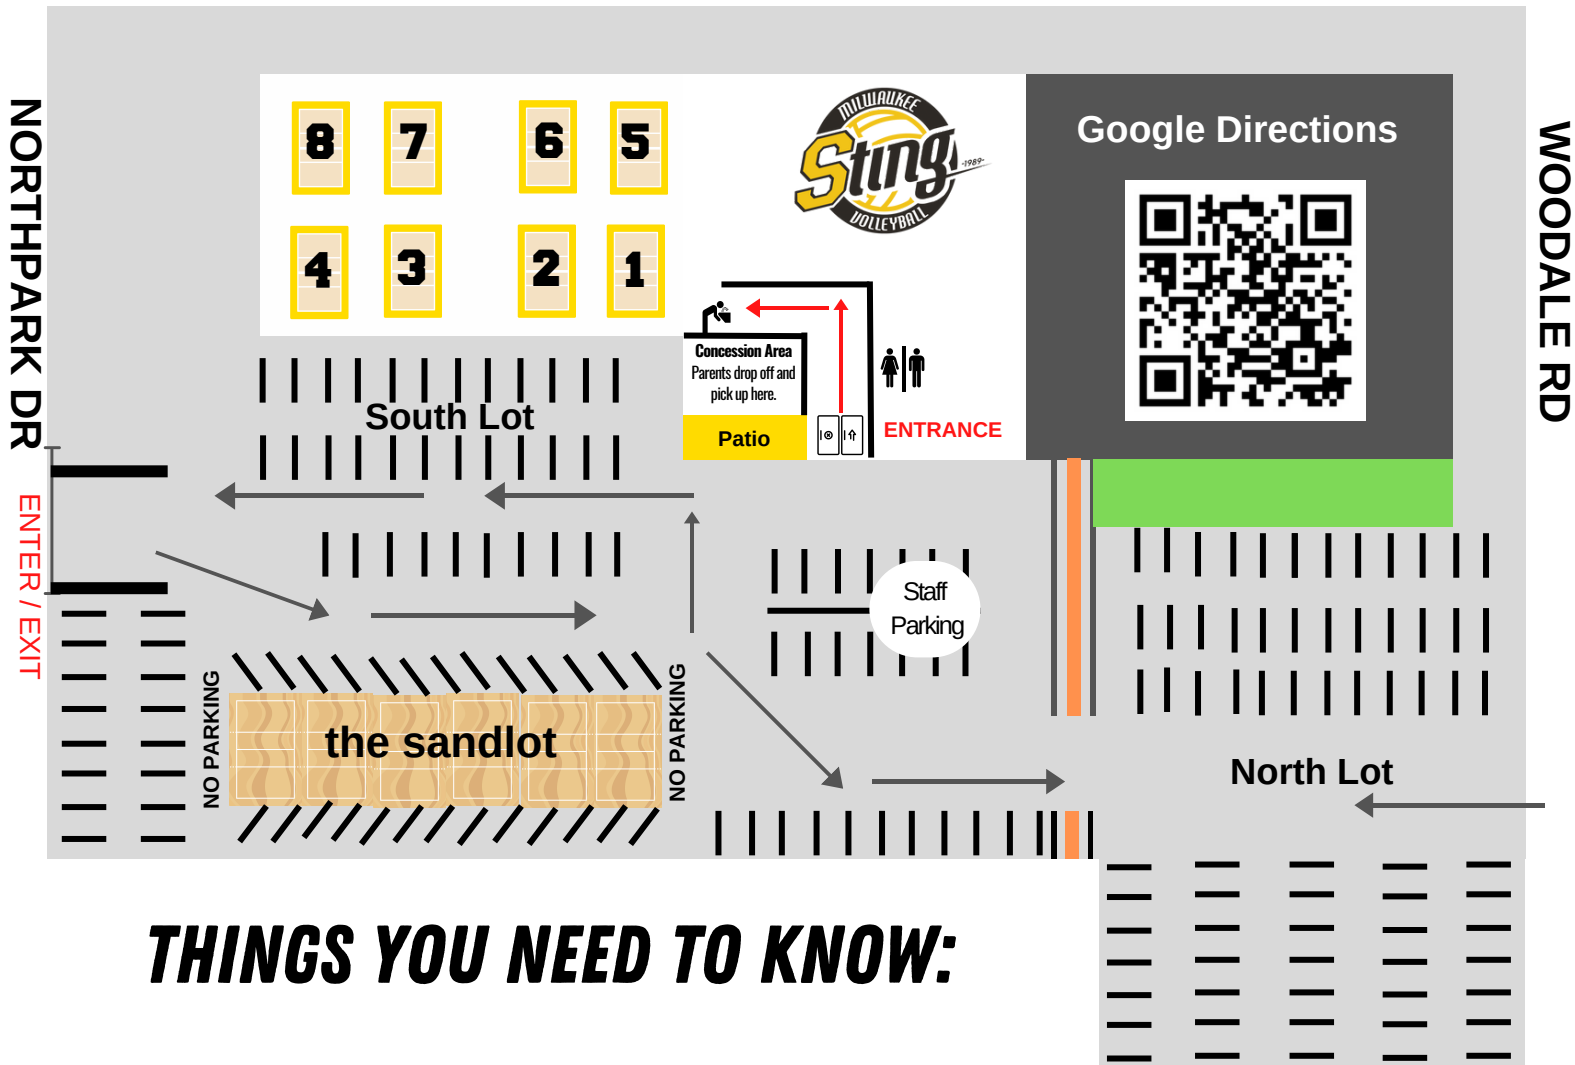 NORTHPARK DR
ENTER / EXIT
8
7
6
5
4
3
2
1
MILWAUKEE
Sting
-1989-
VOLLEYBALL
Google Directions
WOODALE RD
Concession Area
Parents drop off and
pick up here.
Patio
ENTRANCE
South Lot
Staff
Parking
NO PARKING
the sandlot
NO PARKING
North Lot
THINGS YOU NEED TO KNOW: